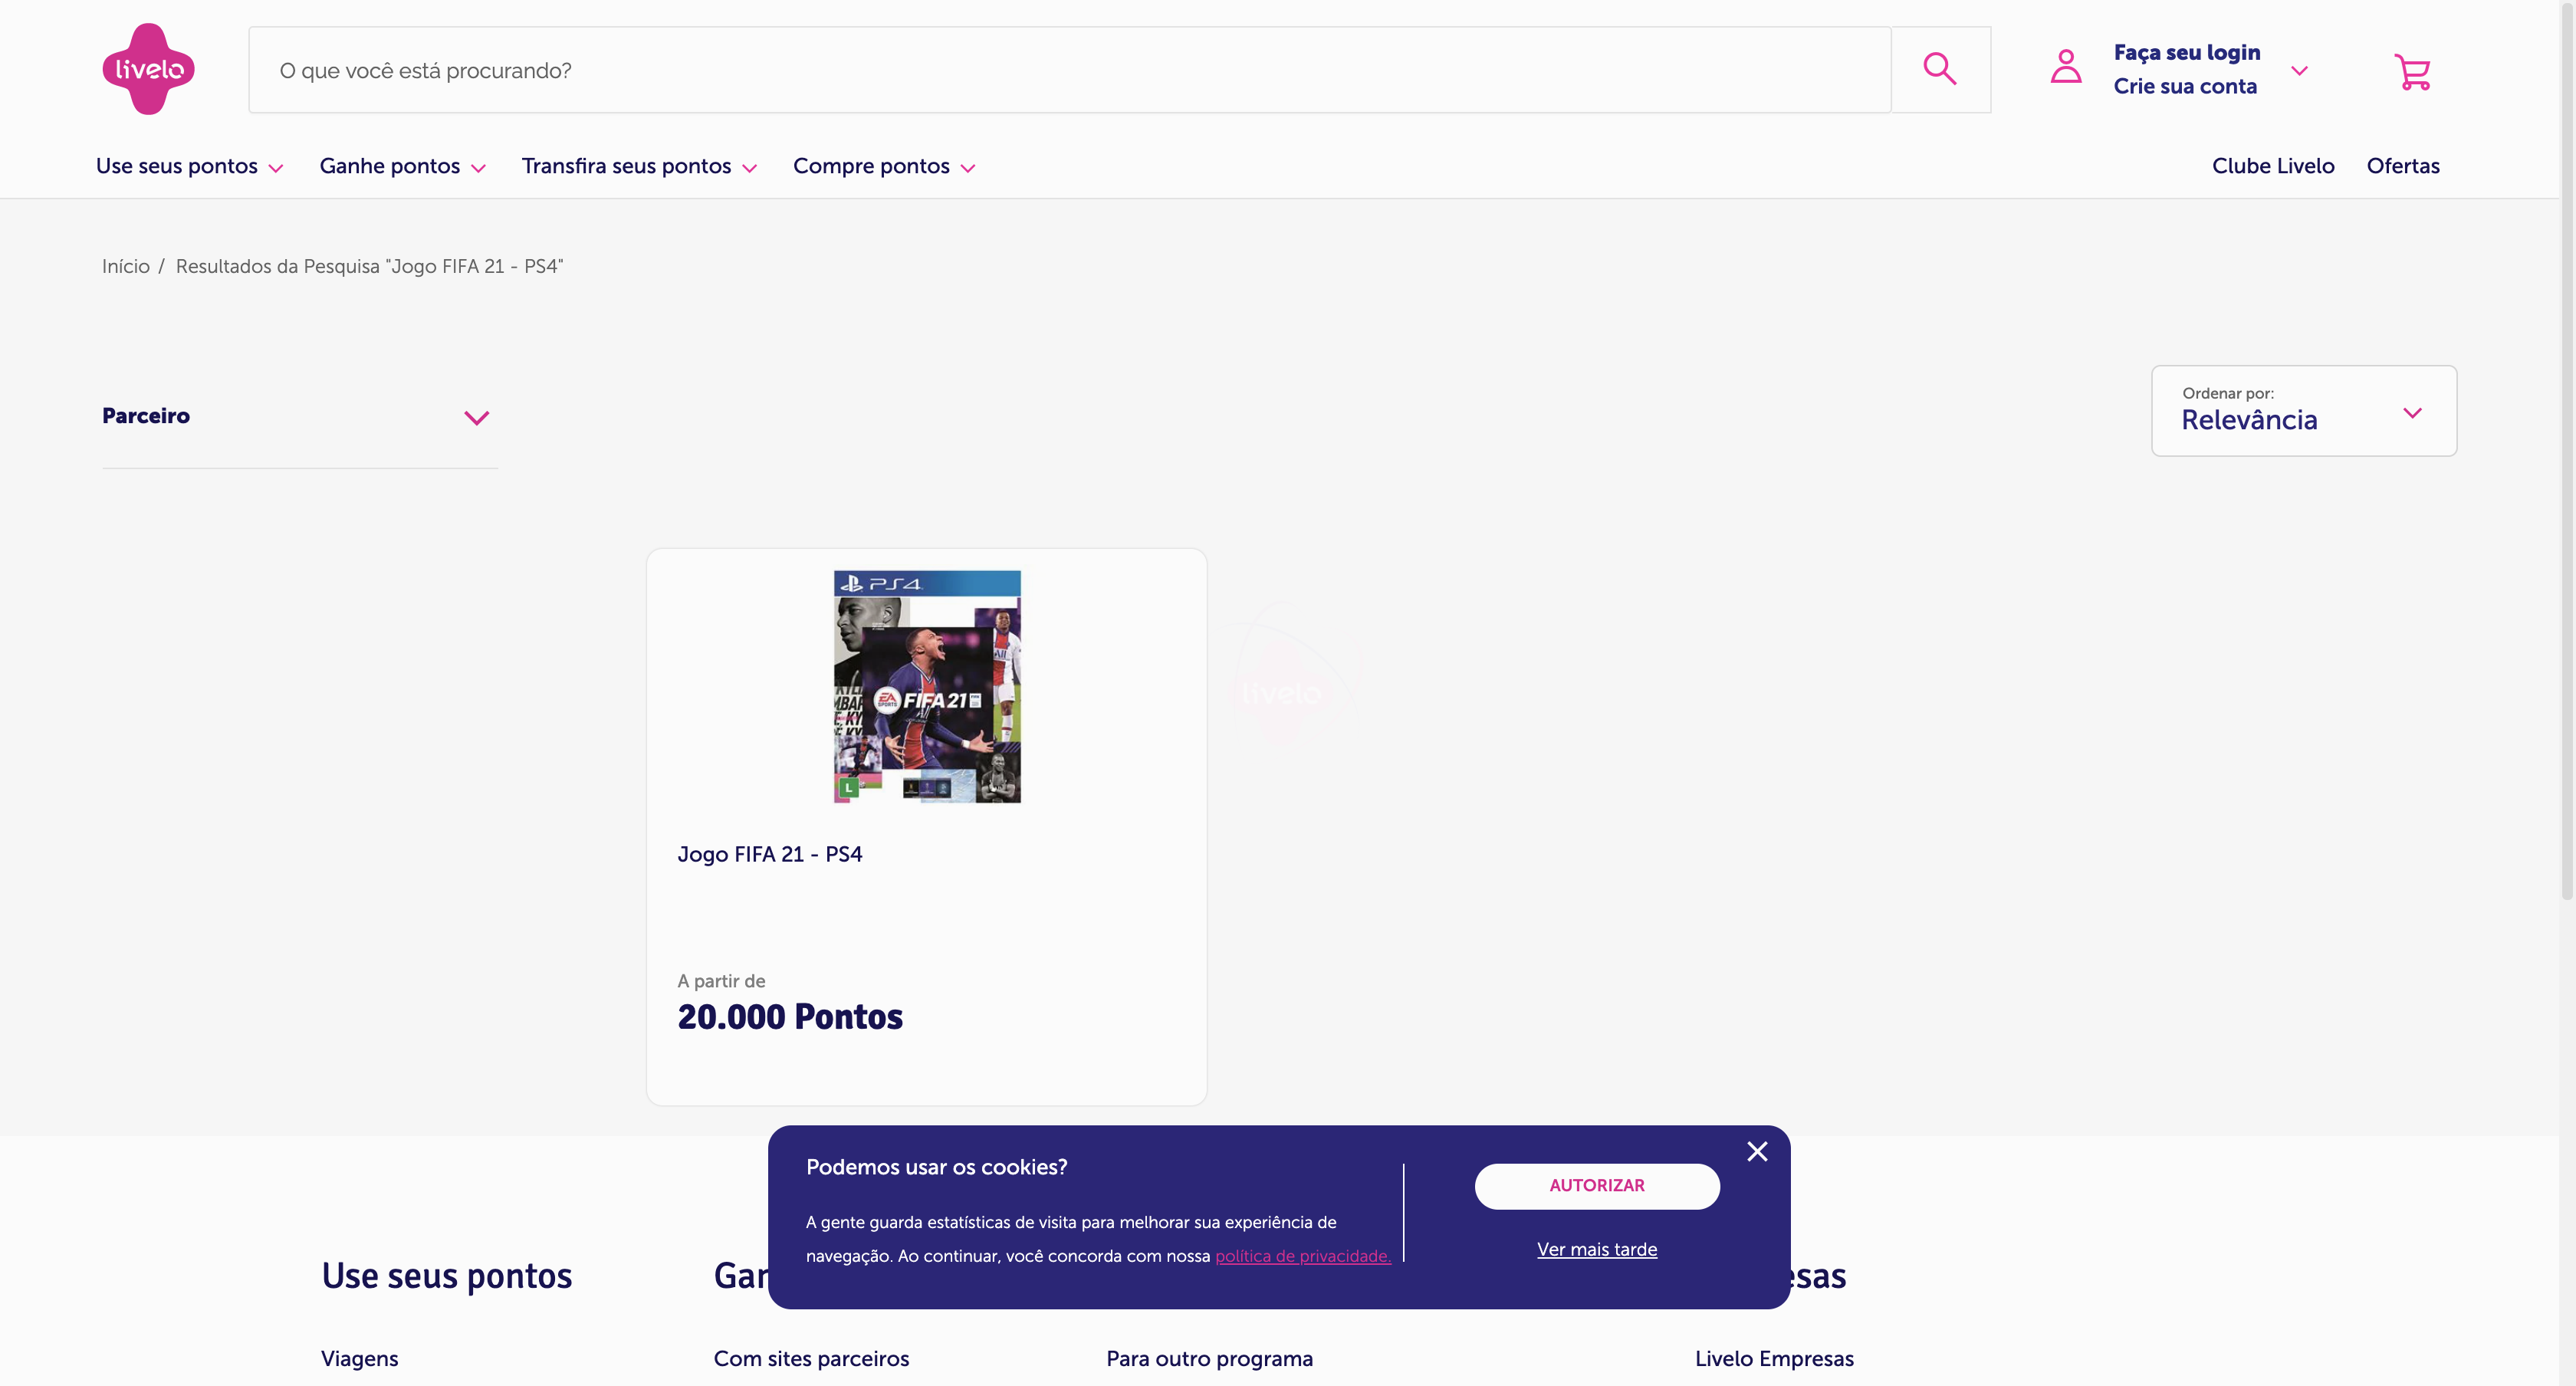 livelo
O que você está procurando?
Faça seu login
Crie sua conta
Use seus pontos
Ganhe pontos
Transfira seus pontos
Compre pontos
Clube Livelo
Ofertas
Início / Resultados da Pesquisa "Jogo FIFA 21 - PS4"
Parceiro
Ordenar por:
Relevância
PS4
EA SPORTS FIFA 21
L
livelo
Jogo FIFA 21 - PS4
A partir de
20.000 Pontos
Podemos usar os cookies?
A gente guarda estatísticas de visita para melhorar sua experiência de
navegação. Ao continuar, você concorda com nossa política de privacidade.
AUTORIZAR
Ver mais tarde
Use seus pontos
Viagens
Com sites parceiros
Para outro programa
Livelo Empresas